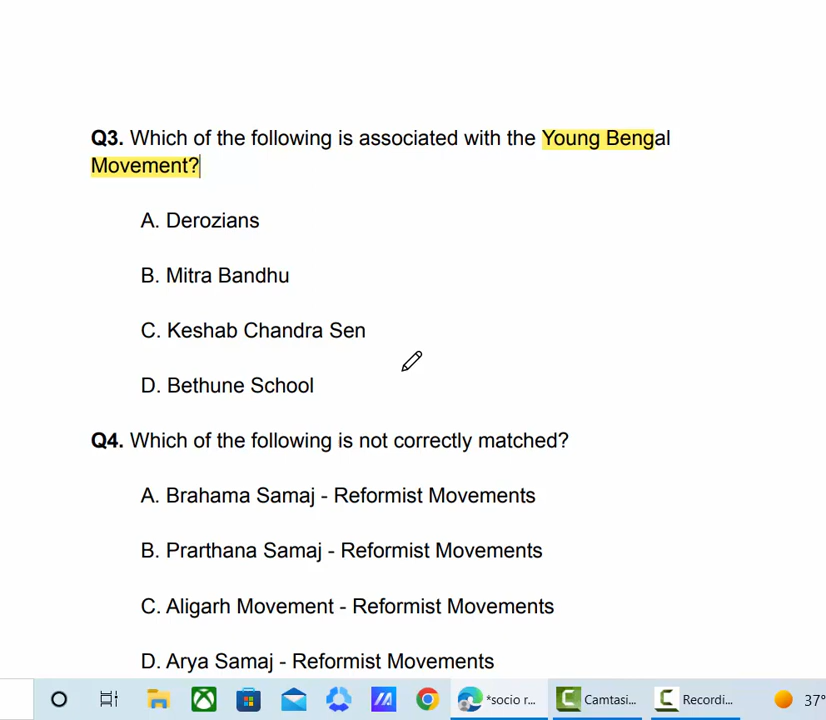 Q3. Which of the following is associated with the Young Bengal
Movement?
A. Derozians
B. Mitra Bandhu
C. Keshab Chandra Sen
D. Bethune School
Q4. Which of the following is not correctly matched?
A. Brahama Samaj - Reformist Movements
B. Prarthana Samaj - Reformist Movements
C. Aligarh Movement - Reformist Movements
D. Arya Samaj - Reformist Movements
*socio r... Camtasi... Recordi... 37°